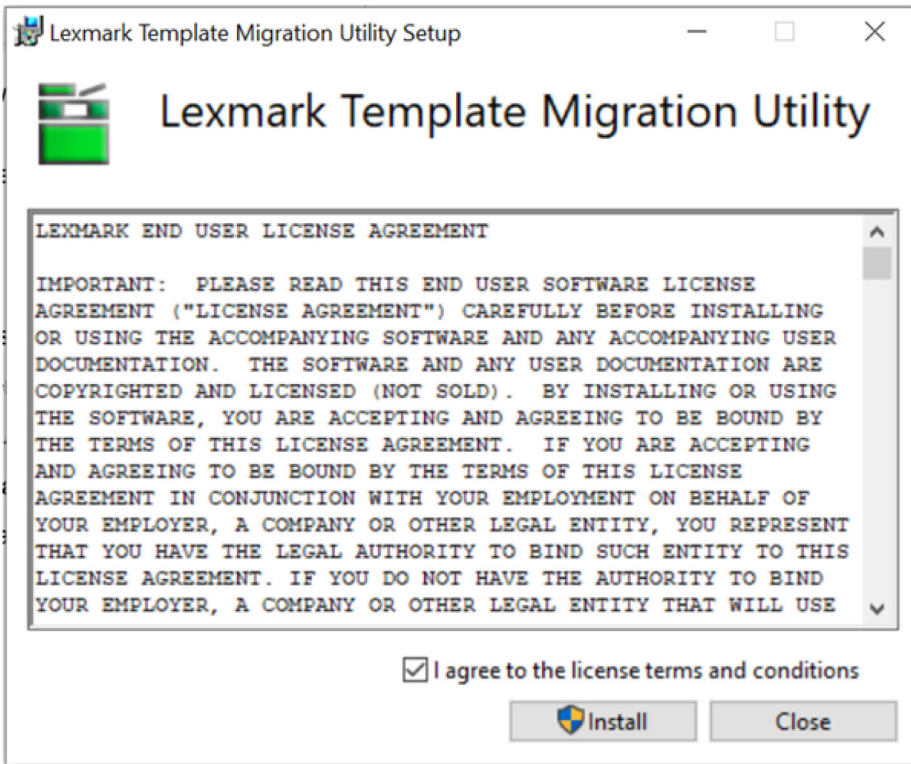 Lexmark Template Migration Utility Setup
Lexmark Template Migration Utility
LEXMARK END USER LICENSE AGREEMENT
IMPORTANT:  PLEASE READ THIS END USER SOFTWARE LICENSE
AGREEMENT ("LICENSE AGREEMENT") CAREFULLY BEFORE INSTALLING
OR USING THE ACCOMPANYING SOFTWARE AND ANY ACCOMPANYING USER
DOCUMENTATION.  THE SOFTWARE AND ANY USER DOCUMENTATION ARE
COPYRIGHTED AND LICENSED (NOT SOLD).  BY INSTALLING OR USING
THE SOFTWARE, YOU ARE ACCEPTING AND AGREEING TO BE BOUND BY
THE TERMS OF THIS LICENSE AGREEMENT.  IF YOU ARE ACCEPTING
AND AGREEING TO BE BOUND BY THE TERMS OF THIS LICENSE
AGREEMENT IN CONJUNCTION WITH YOUR EMPLOYMENT ON BEHALF OF
YOUR EMPLOYER, A COMPANY OR OTHER LEGAL ENTITY, YOU REPRESENT
THAT YOU HAVE THE LEGAL AUTHORITY TO BIND SUCH ENTITY TO THIS
LICENSE AGREEMENT. IF YOU DO NOT HAVE THE AUTHORITY TO BIND
YOUR EMPLOYER, A COMPANY OR OTHER LEGAL ENTITY THAT WILL USE
I agree to the license terms and conditions
Install
Close